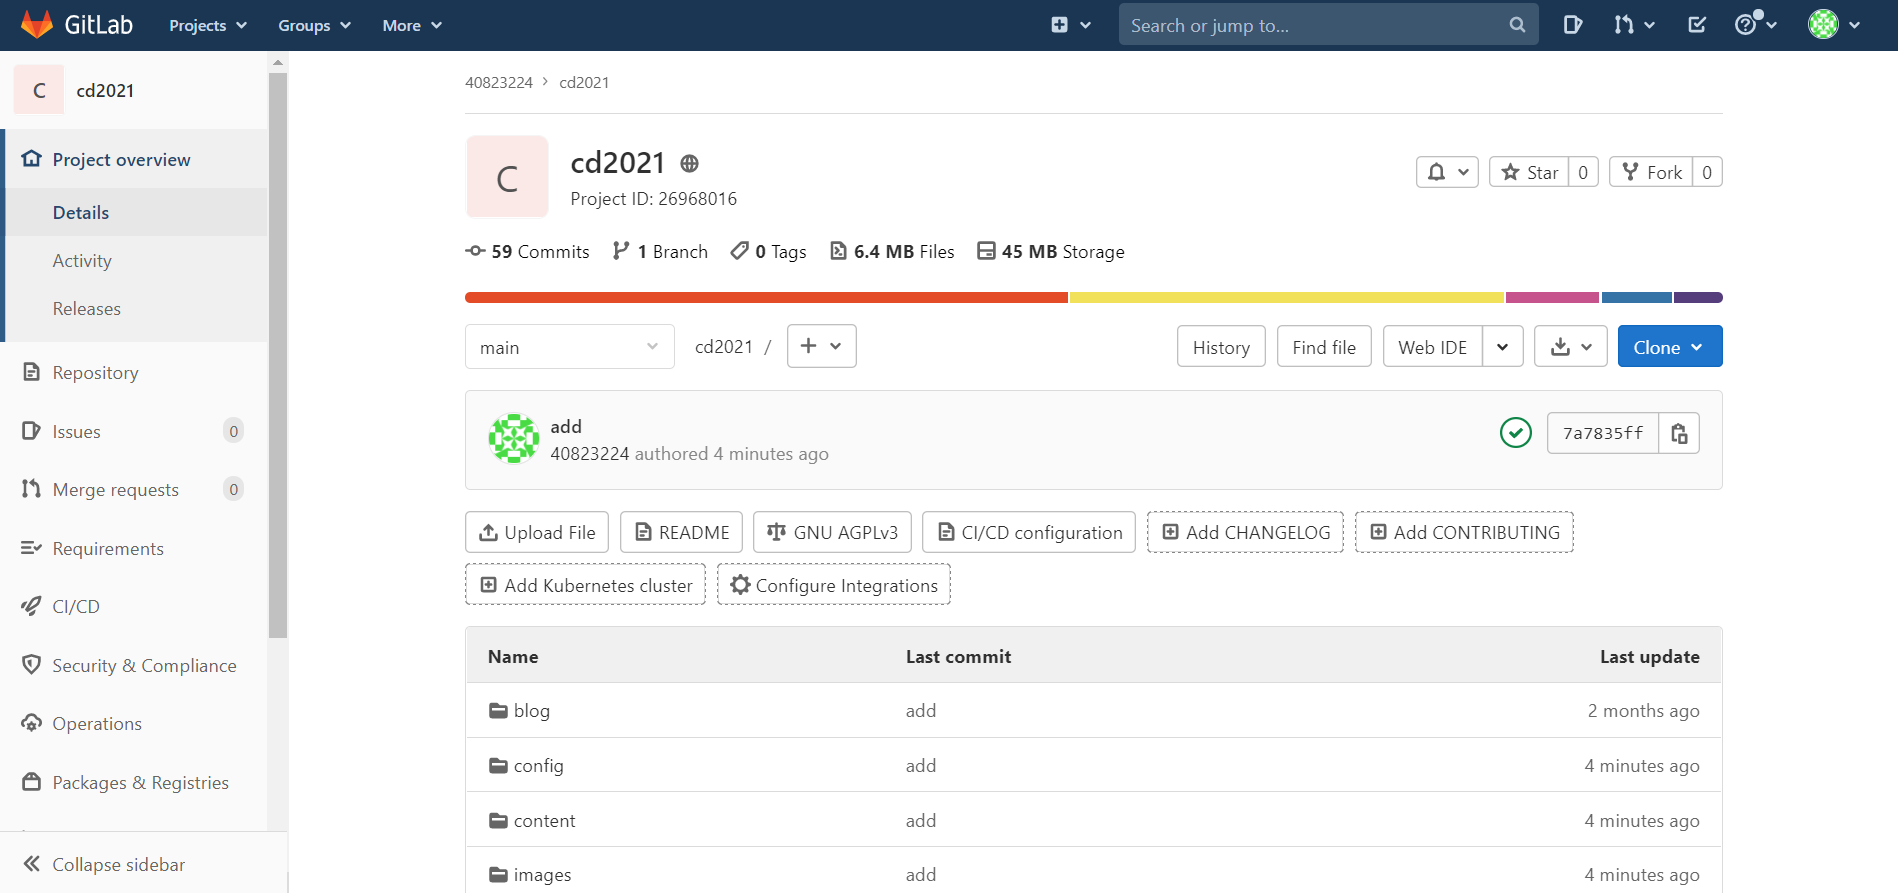 GitLab Projects Groups More Search or jump to...
C cd2021
Project overview
Details
Activity
Releases
Repository
Issues 0
Merge requests 0
Requirements
CI/CD
Security & Compliance
Operations
Packages & Registries
Collapse sidebar
40823224 > cd2021
C
cd2021
Project ID: 26968016
Star 0 Fork 0
59 Commits 1 Branch 0 Tags 6.4 MB Files 45 MB Storage
main cd2021 / + History Find file Web IDE Clone
add
40823224 authored 4 minutes ago
7a7835ff
Upload File README GNU AGPLv3 CI/CD configuration Add CHANGELOG Add CONTRIBUTING
Add Kubernetes cluster Configure Integrations
Name Last commit Last update
blog add 2 months ago
config add 4 minutes ago
content add 4 minutes ago
images add 4 minutes ago